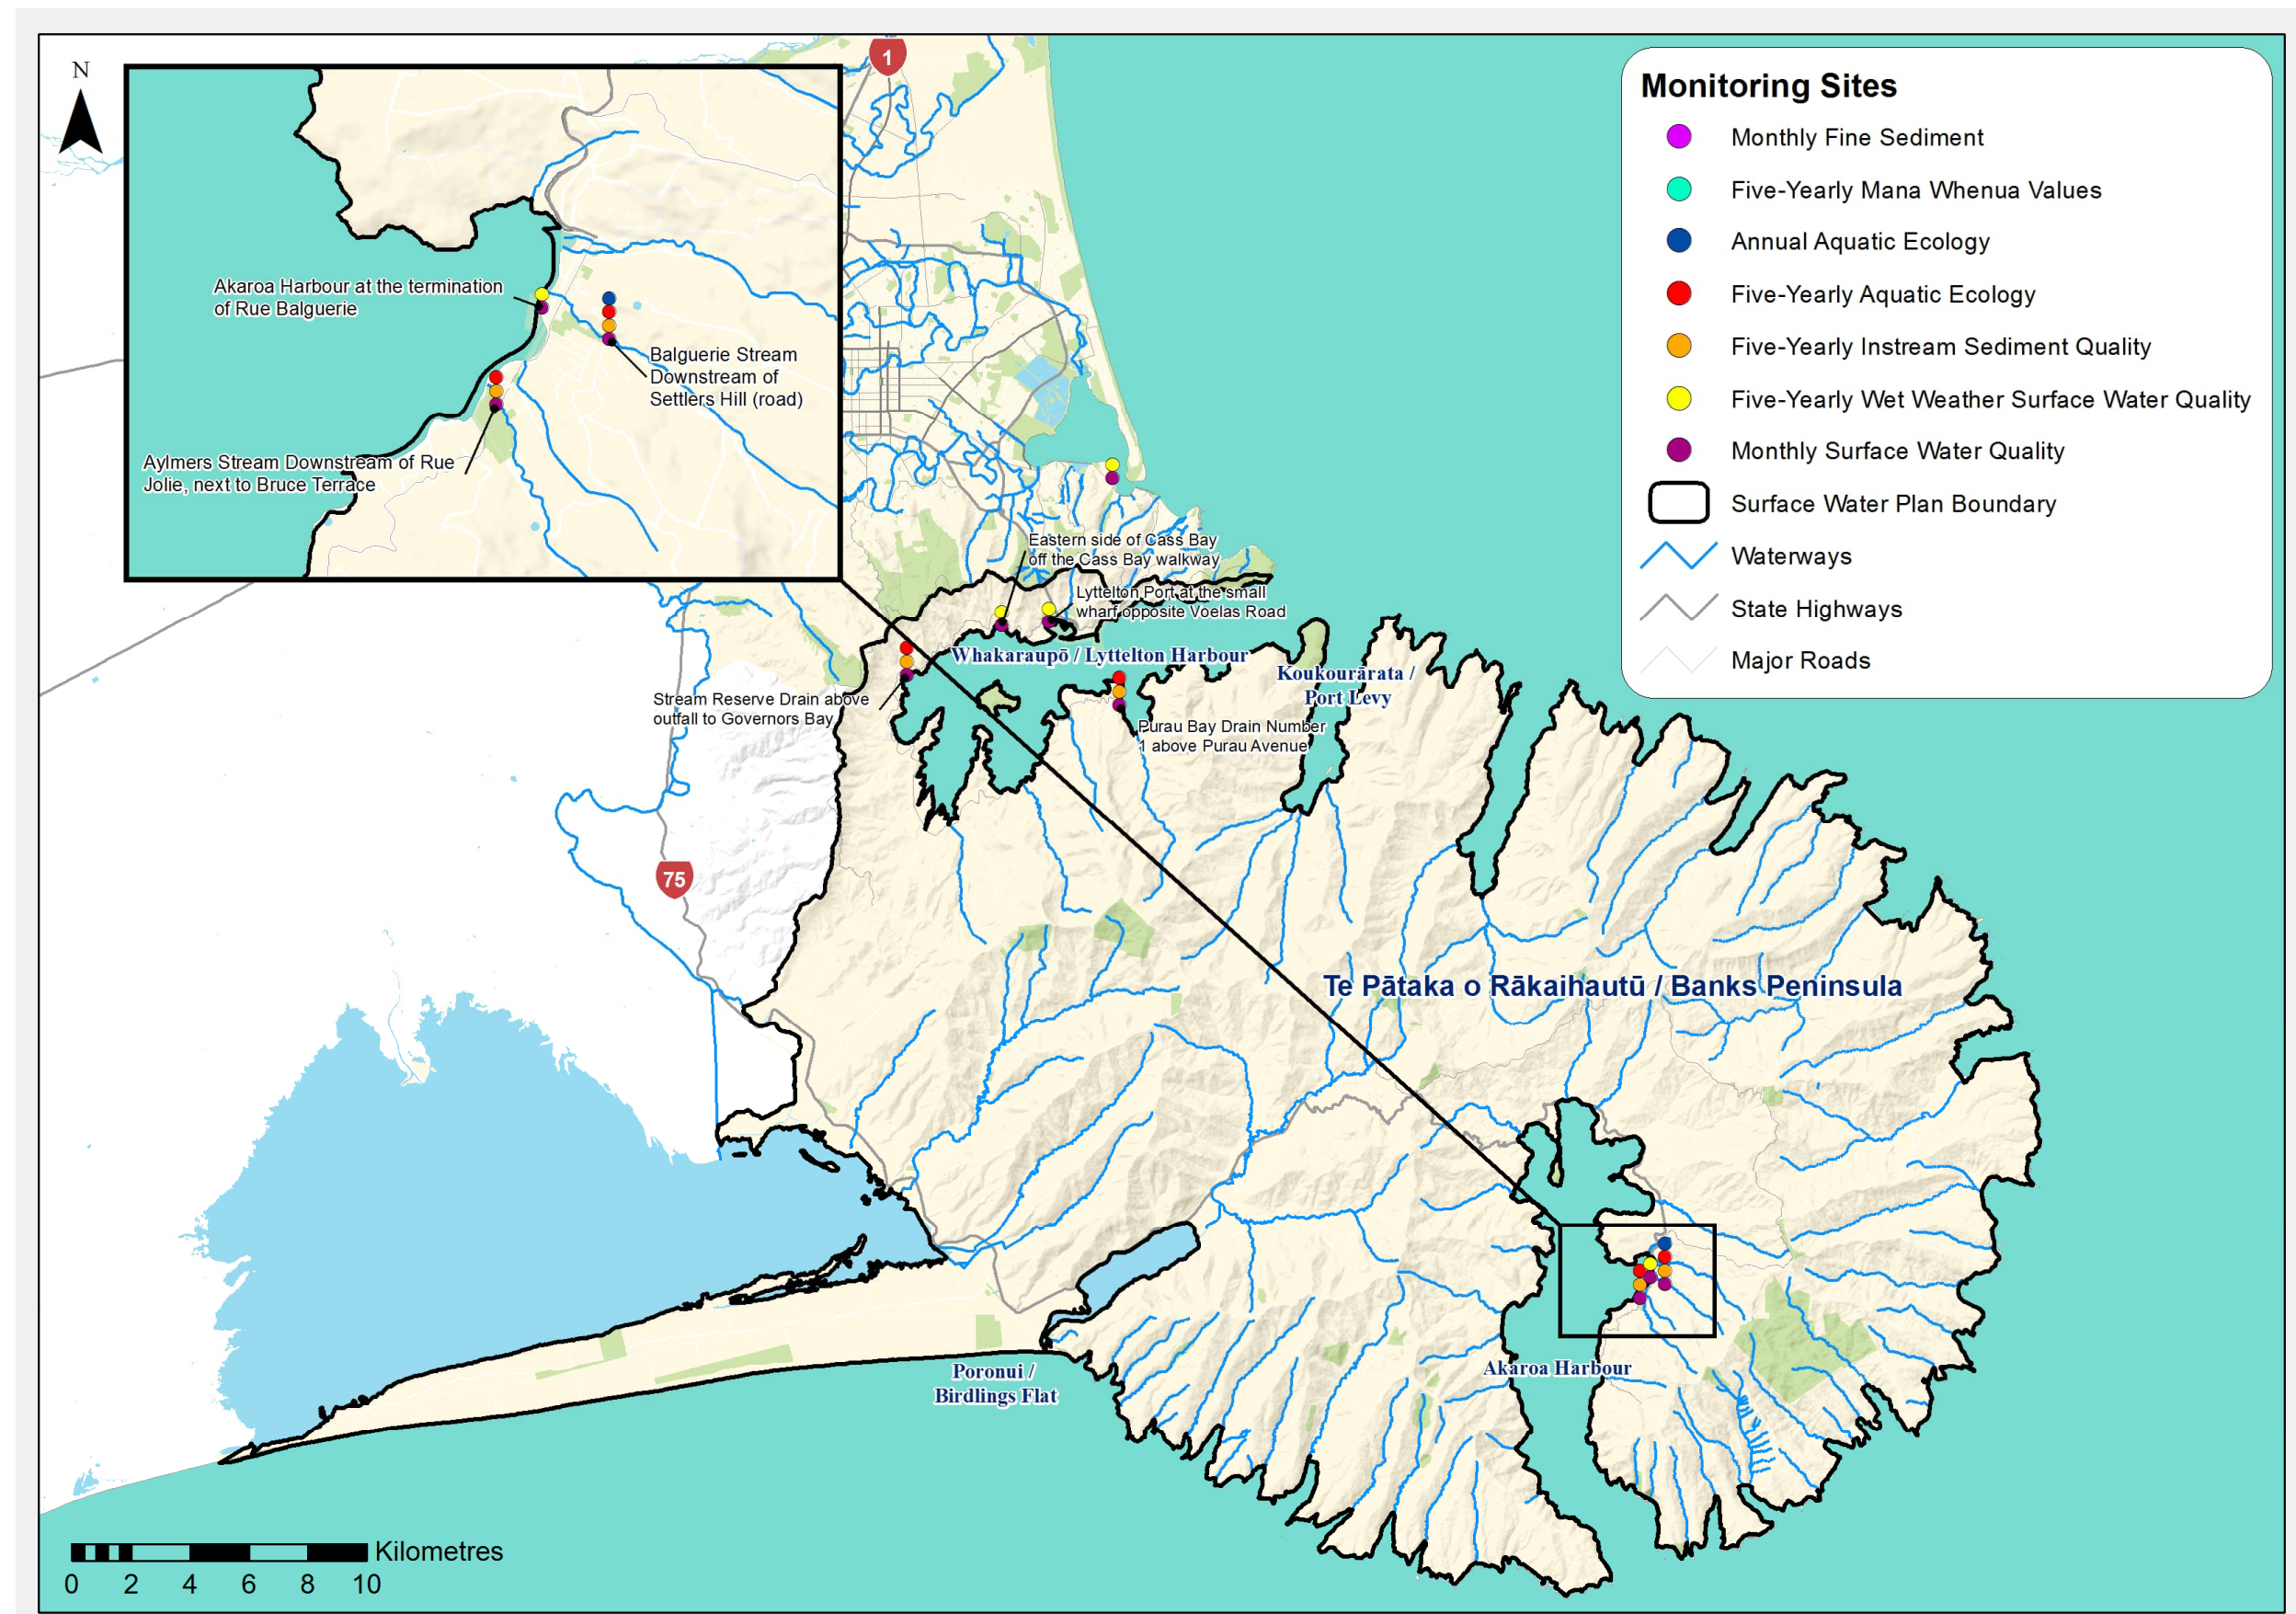 N
1
Monitoring Sites
Monthly Fine Sediment
Five-Yearly Mana Whenua Values
Annual Aquatic Ecology
Five-Yearly Aquatic Ecology
Five-Yearly Instream Sediment Quality
Five-Yearly Wet Weather Surface Water Quality
Monthly Surface Water Quality
Surface Water Plan Boundary
Waterways
State Highways
Major Roads
Akaroa Harbour at the termination
of Rue Balguerie
Balguerie Stream
Downstream of
Settlers Hill (road)
Aylmers Stream Downstream of Rue
Jolie, next to Bruce Terrace
Eastern side of Cass Bay
off the Cass Bay walkway
Lyttelton Port at the small
wharf opposite Voelas Road
Whakaraupō / Lyttelton Harbour
Koukourārata /
Port Levy
Stream Reserve Drain above
outfall to Governors Bay
Purau Bay Drain Number
1 above Purau Avenue
75
Te Pātaka o Rākaihautū / Banks Peninsula
Akaroa Harbour
Poronui /
Birdlings Flat
Kilometres
0 2 4 6 8 10